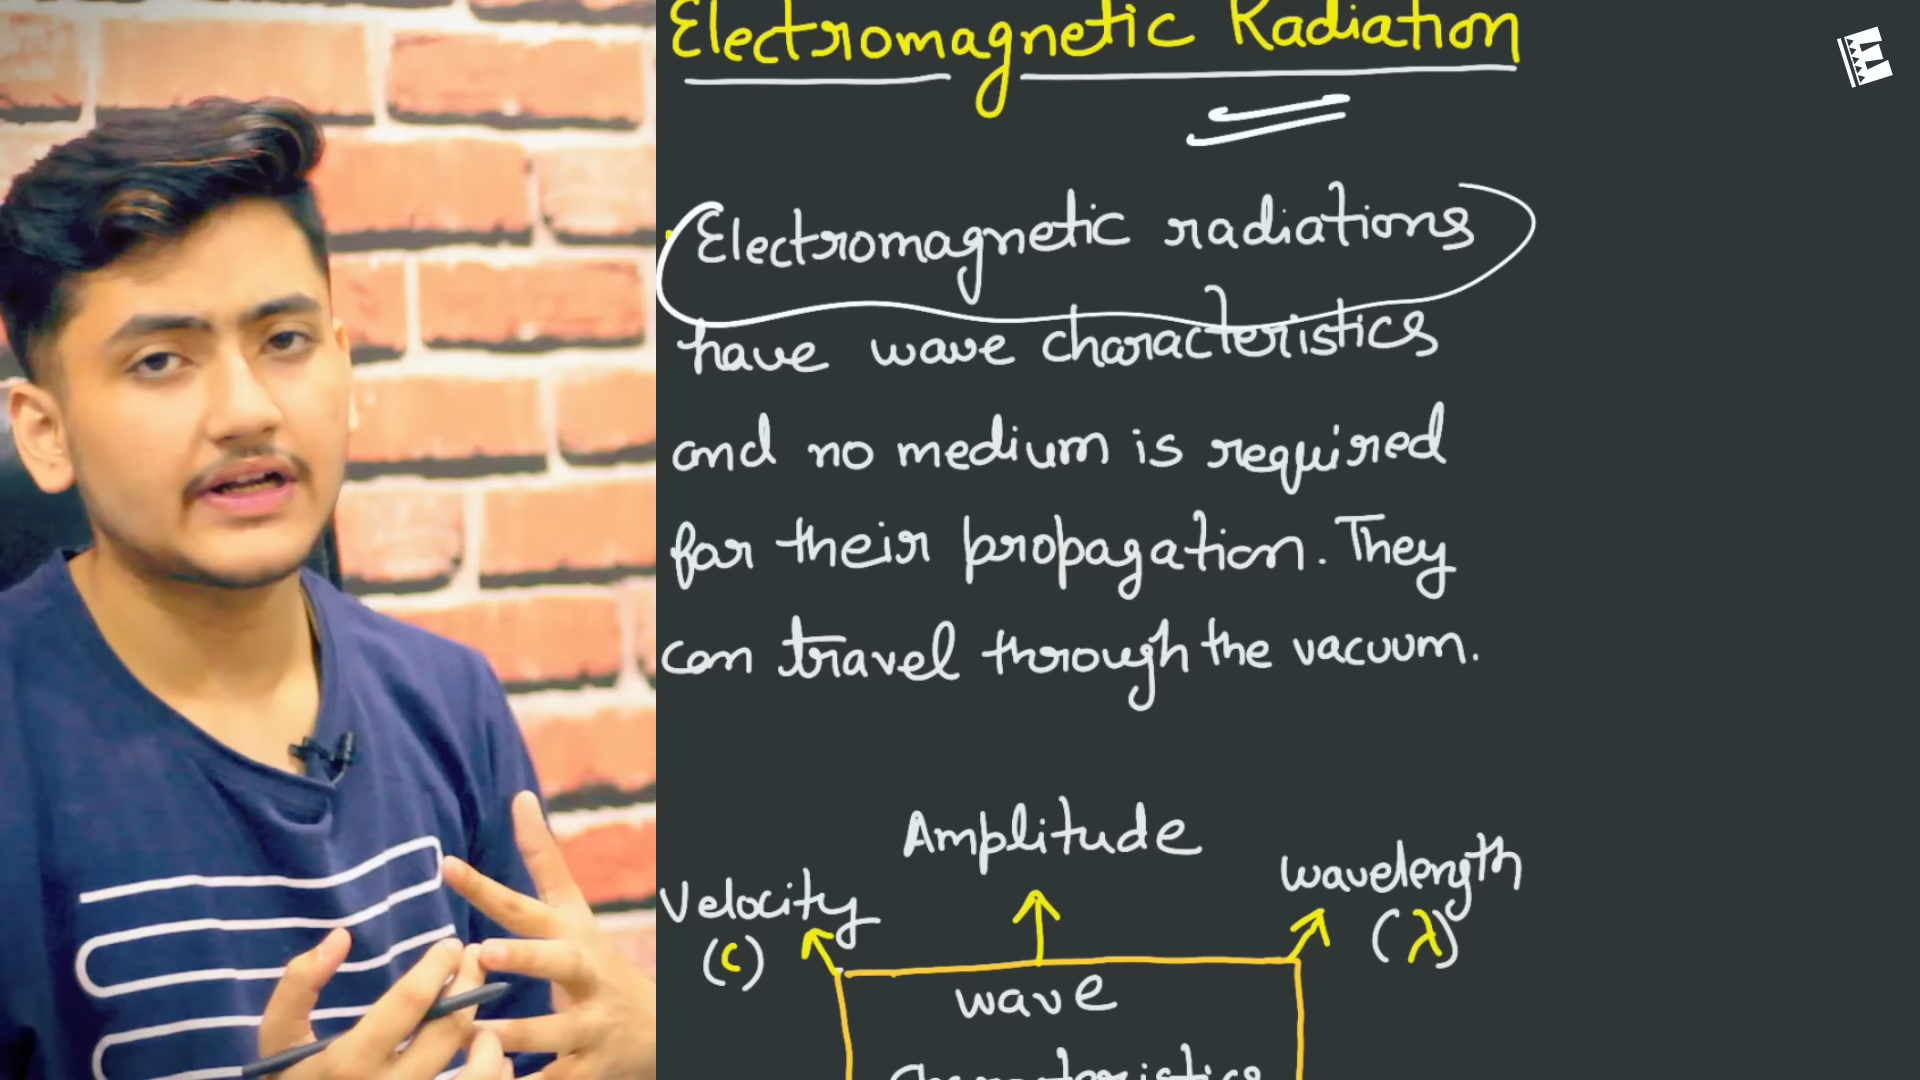 Electromagnetic Radiation
Electromagnetic radiations
have wave characteristics
and no medium is required
for their propagation. They
can travel through the vacuum.
Amplitude
Velocity
(c)
wavelength
(λ)
wave
Characteristics
E